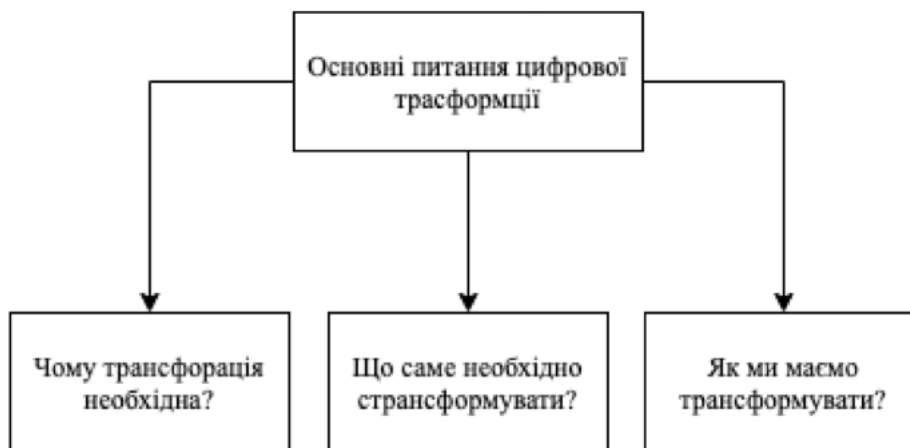 Основні питання цифрової
трасформції
Чому трансфорація
необхідна?
Що саме необхідно
странсформувати?
Як ми маємо
трансформувати?